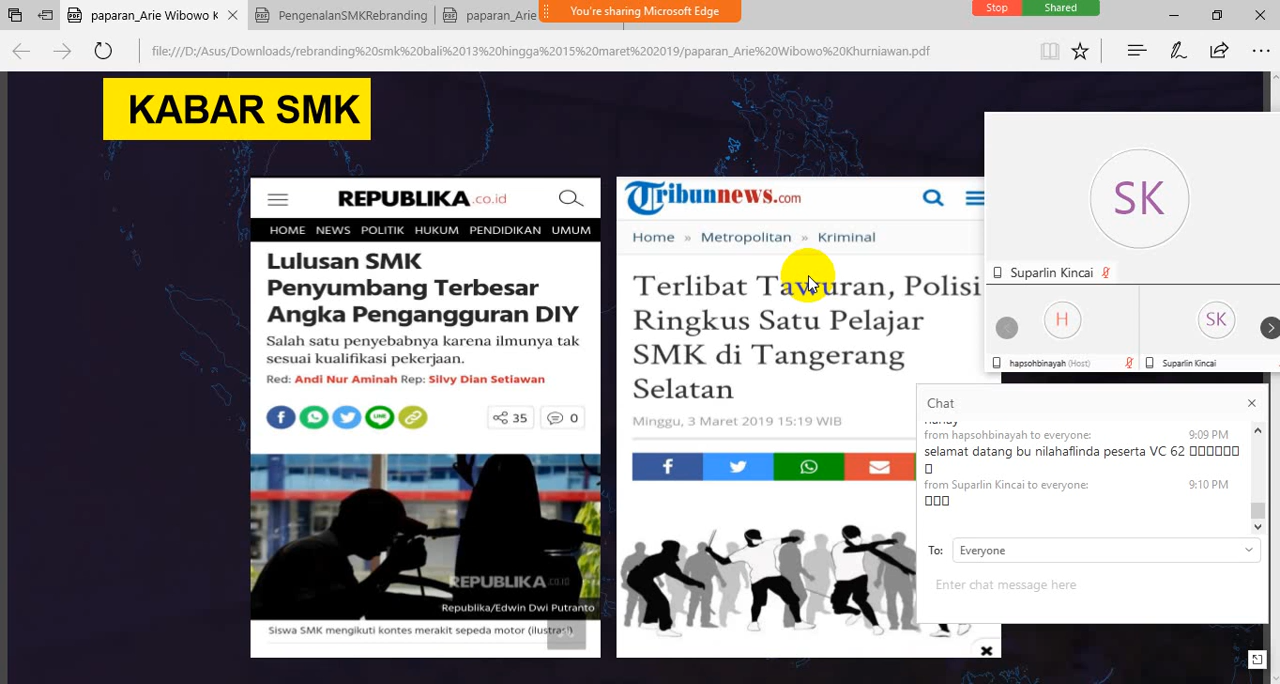 paparan_Arie Wibowo K
PengenalanSMKRebranding
paparan_Arie
You're sharing Microsoft Edge
Stop
Shared
file:///D:/Asus/Downloads/rebranding%20smk%20bali%2013%20hingga%2015%20maret%202019/paparan_Arie%20Wibowo%20Khurniawan.pdf
KABAR SMK
REPUBLIKA.co.id
HOME NEWS POLITIK HUKUM PENDIDIKAN UMUM
Lulusan SMK
Penyumbang Terbesar
Angka Pengangguran DIY
Salah satu penyebabnya karena ilmunya tak
sesuai kualifikasi pekerjaan.
Red: Andi Nur Aminah Rep: Silvy Dian Setiawan
35
0
REPUBLIKA.CO.ID
Republika/Edwin Dwi Putranto
Siswa SMK mengikuti kontes merakit sepeda motor (ilustrasi)
Tribunnews.com
Home » Metropolitan » Kriminal
Terlibat Tawuran, Polisi
Ringkus Satu Pelajar
SMK di Tangerang
Selatan
Minggu, 3 Maret 2019 15:19 WIB
SK
Suparlin Kincai
H
hapsohbinayah (Host)
SK
Suparlin Kincai
Chat
from hapsohbinayah to everyone: 9:09 PM
selamat datang bu nilahaflinda peserta VC 62
from Suparlin Kincai to everyone: 9:10 PM
To: Everyone
Enter chat message here